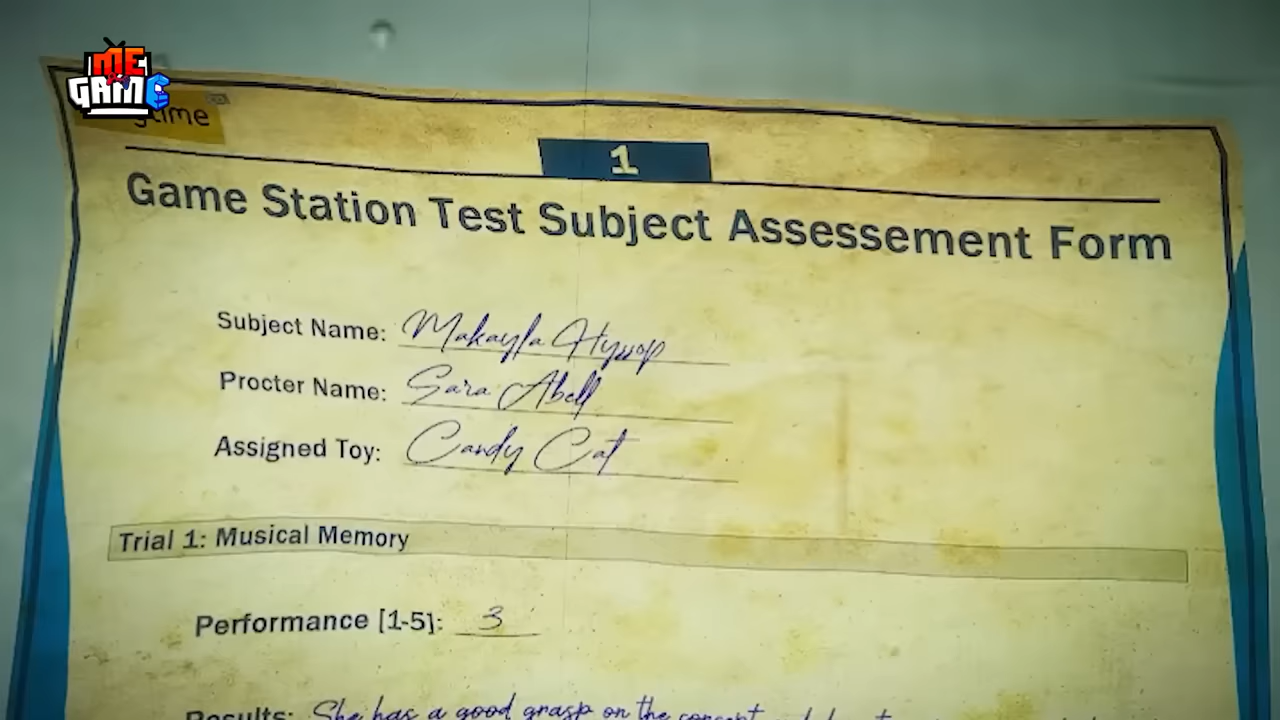 ME
GAME
time
1
Game Station Test Subject Assessement Form
Subject Name: Makayla Hyssop
Procter Name: Sara Abell
Assigned Toy: Candy Cat
Trial 1: Musical Memory
Performance [1-5]: 3
Results: She has a good grasp on the concept